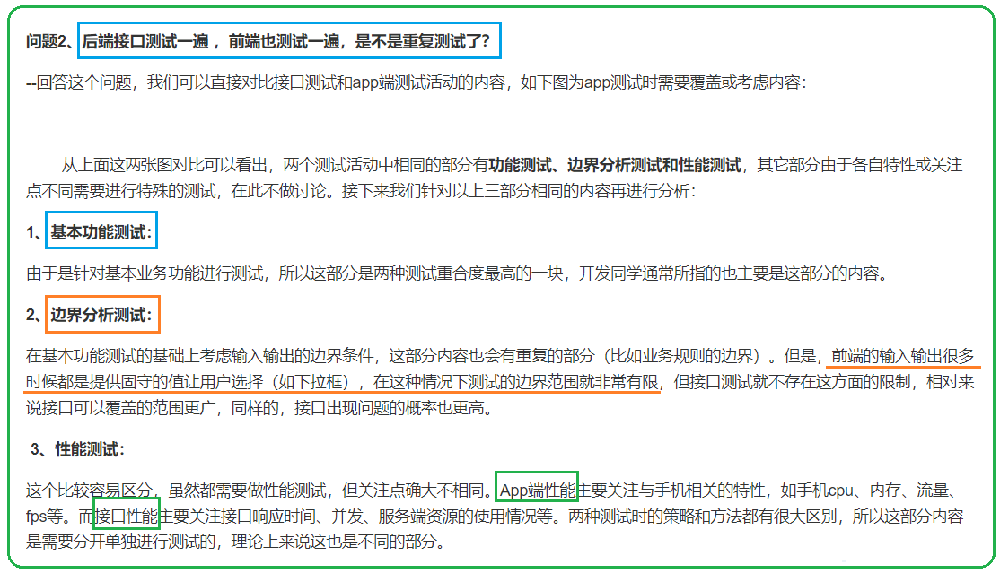 问题2、后端接口测试一遍 ，前端也测试一遍，是不是重复测试了？
--回答这个问题，我们可以直接对比接口测试和app端测试活动的内容，如下图为app测试时需要覆盖或考虑内容：
从上面这两张图对比可以看出，两个测试活动中相同的部分有功能测试、边界分析测试和性能测试，其它部分由于各自特性或关注
点不同需要进行特殊的测试，在此不做讨论。接下来我们针对以上三部分相同的内容再进行分析：
1、基本功能测试：
由于是针对基本业务功能进行测试，所以这部分是两种测试重合度最高的一块，开发同学通常所指的也主要是这部分的内容。
2、边界分析测试：
在基本功能测试的基础上考虑输入输出的边界条件，这部分内容也会有重复的部分（比如业务规则的边界）。但是，前端的输入输出很多
时候都是提供固守的值让用户选择（如下拉框），在这种情况下测试的边界范围就非常有限，但接口测试就不存在这方面的限制，相对来
说接口可以覆盖的范围更广，同样的，接口出现问题的概率也更高。
3、性能测试：
这个比较容易区分，虽然都需要做性能测试，但关注点确大不相同。App端性能主要关注与手机相关的特性，如手机cpu、内存、流量、
fps等。而接口性能主要关注接口响应时间、并发、服务端资源的使用情况等。两种测试时的策略和方法都有很大区别，所以这部分内容
是需要分开单独进行测试的，理论上来说这也是不同的部分。